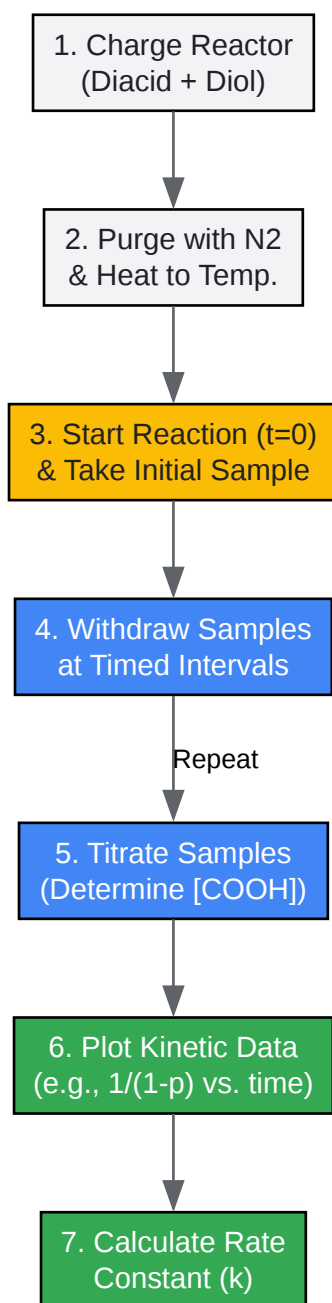 1. Charge Reactor
(Diacid + Diol)
2. Purge with N2
& Heat to Temp.
3. Start Reaction (t=0)
& Take Initial Sample
4. Withdraw Samples
at Timed Intervals
Repeat
5. Titrate Samples
(Determine [COOH])
6. Plot Kinetic Data
(e.g., 1/(1-p) vs. time)
7. Calculate Rate
Constant (k)